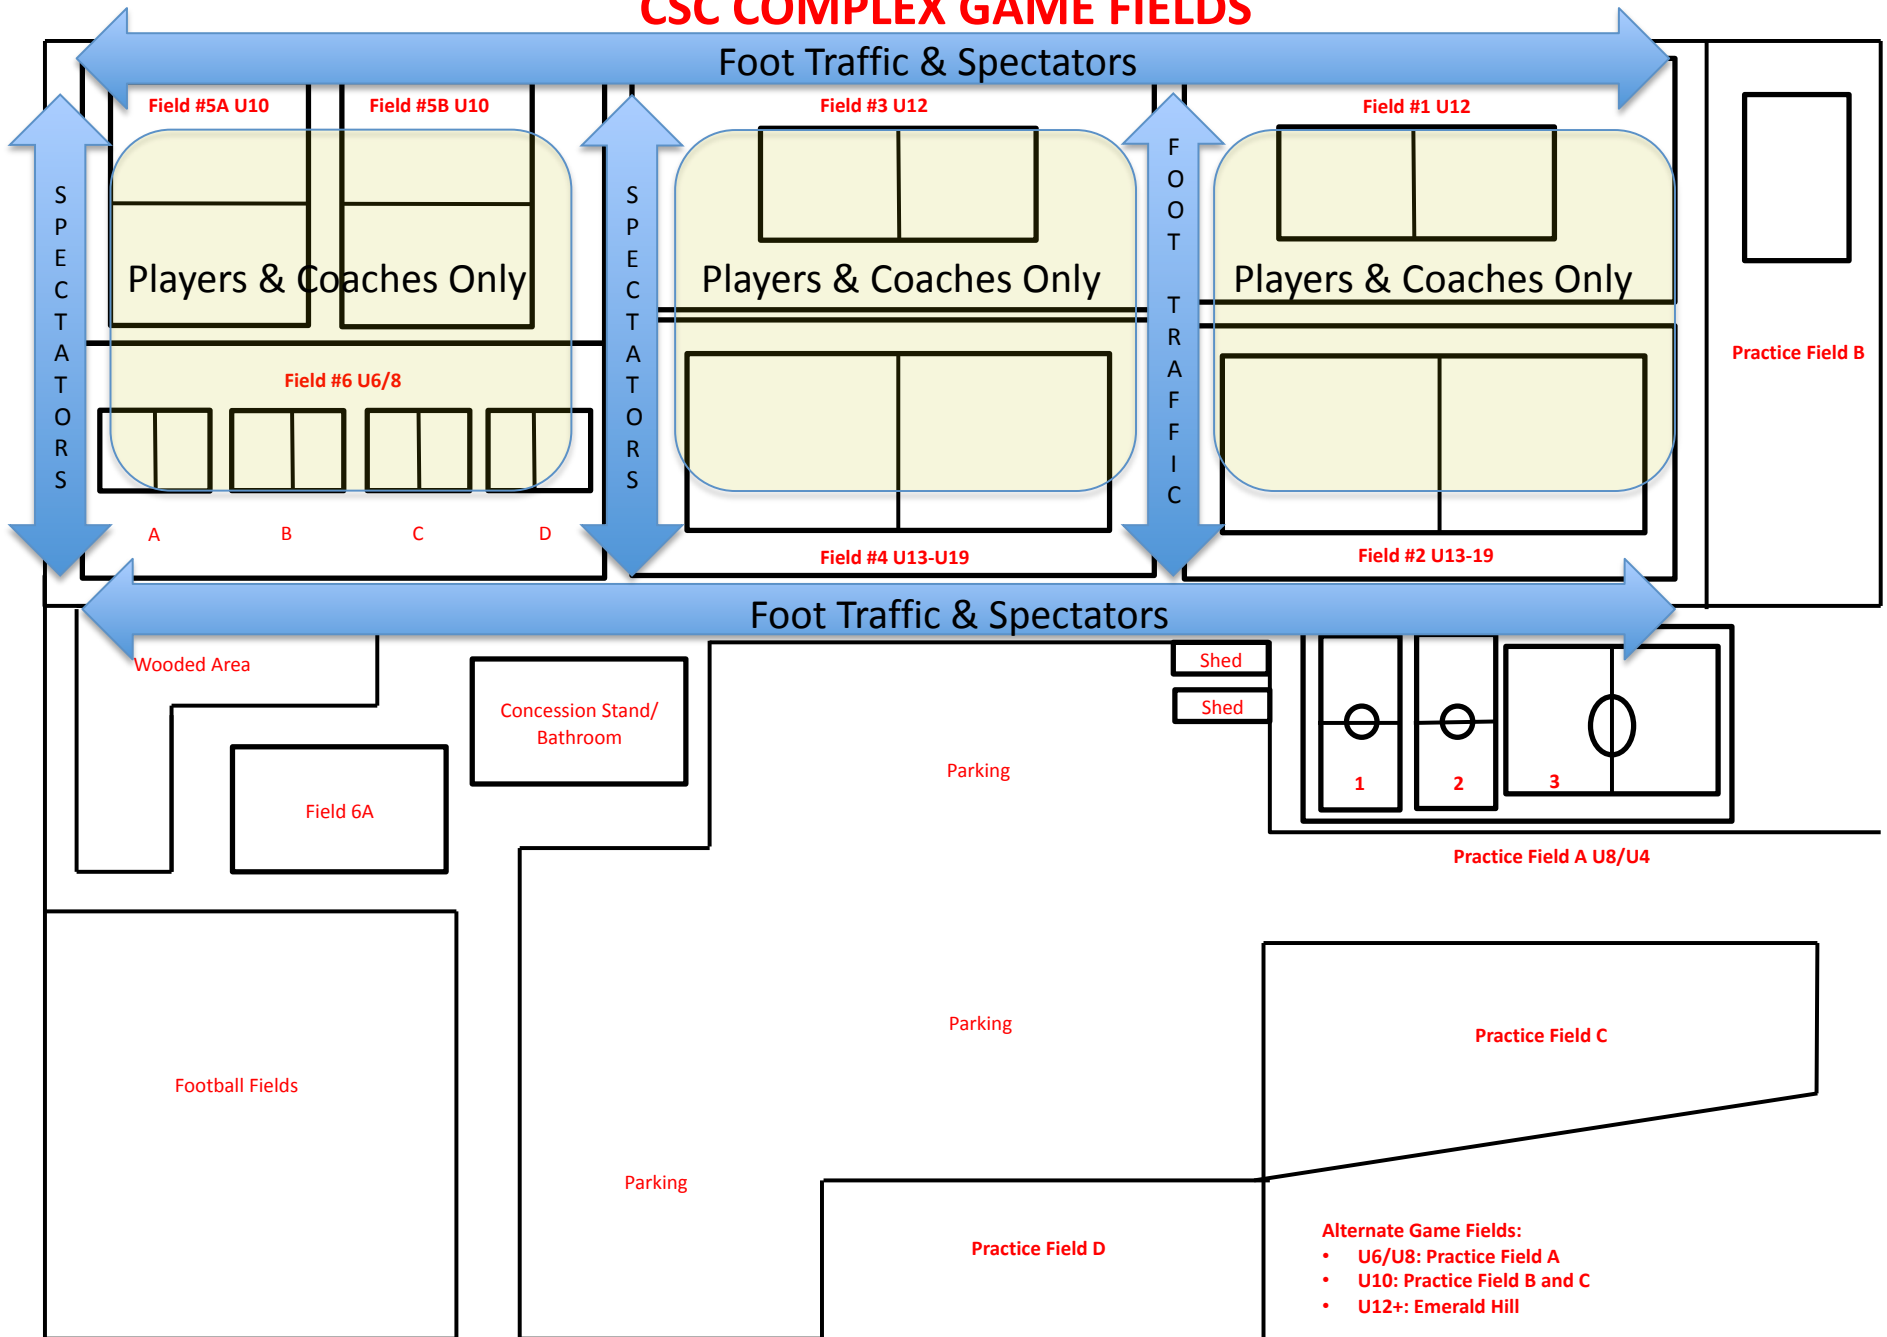 CSC COMPLEX GAME FIELDS
Foot Traffic & Spectators
Field #5A U10
Field #5B U10
Field #3 U12
Field #1 U12
SPECTATORS
SPECTATORS
FOOT TRAFFIC
Players & Coaches Only
Players & Coaches Only
Players & Coaches Only
Practice Field B
Field #6 U6/8
A
B
C
D
Field #4 U13-U19
Field #2 U13-19
Foot Traffic & Spectators
Wooded Area
Concession Stand/
Bathroom
Shed
Shed
Parking
1
2
3
Field 6A
Practice Field A U8/U4
Parking
Practice Field C
Football Fields
Parking
Practice Field D
Alternate Game Fields:
• U6/U8: Practice Field A
• U10: Practice Field B and C
• U12+: Emerald Hill